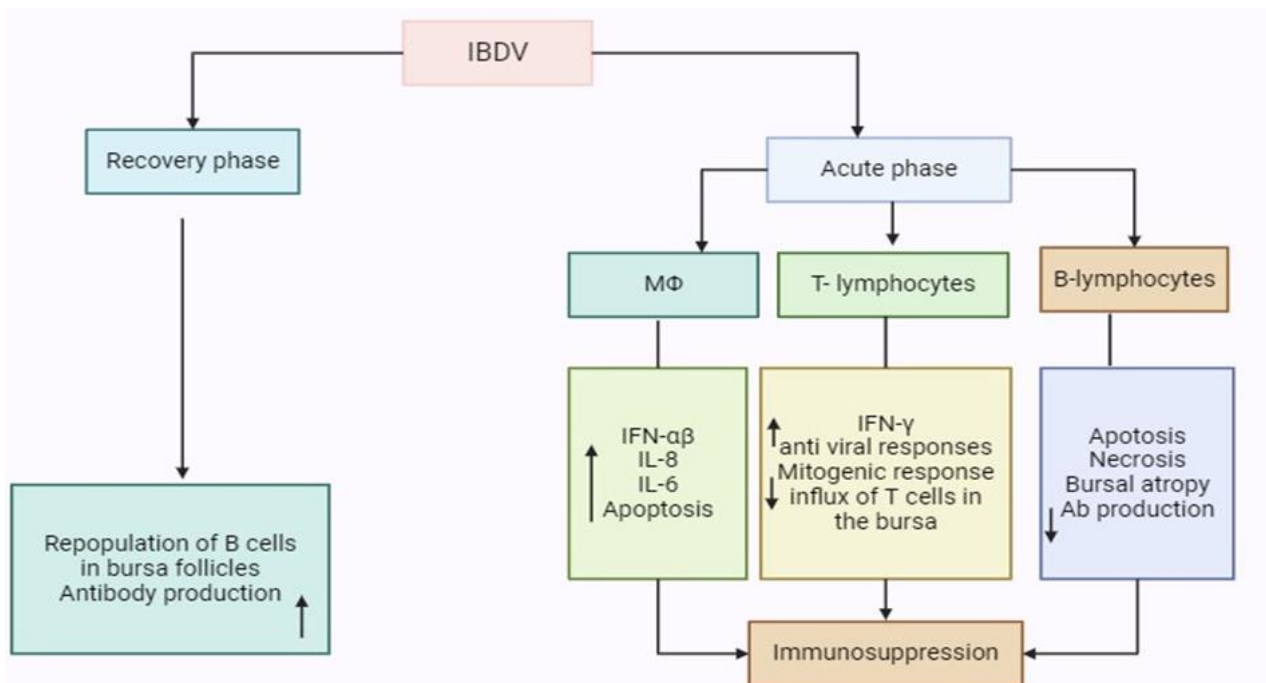 IBDV
Recovery phase
Acute phase
MΦ
T- lymphocytes
B-lymphocytes
IFN-αβ
IL-8
IL-6
Apoptosis
IFN-γ
anti viral responses
Mitogenic response
influx of T cells in
the bursa
Apotosis
Necrosis
Bursal atropy
Ab production
Repopulation of B cells
in bursa follicles
Antibody production
Immunosuppression